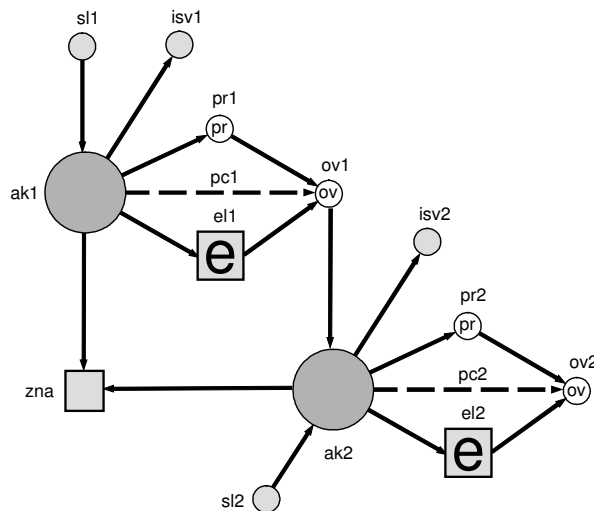 sl1
isv1
pr1
pr
ov1
ak1
pc1
ov
el1
e
isv2
pr2
pr
ov2
zna
pc2
ov
el2
ak2
e
sl2